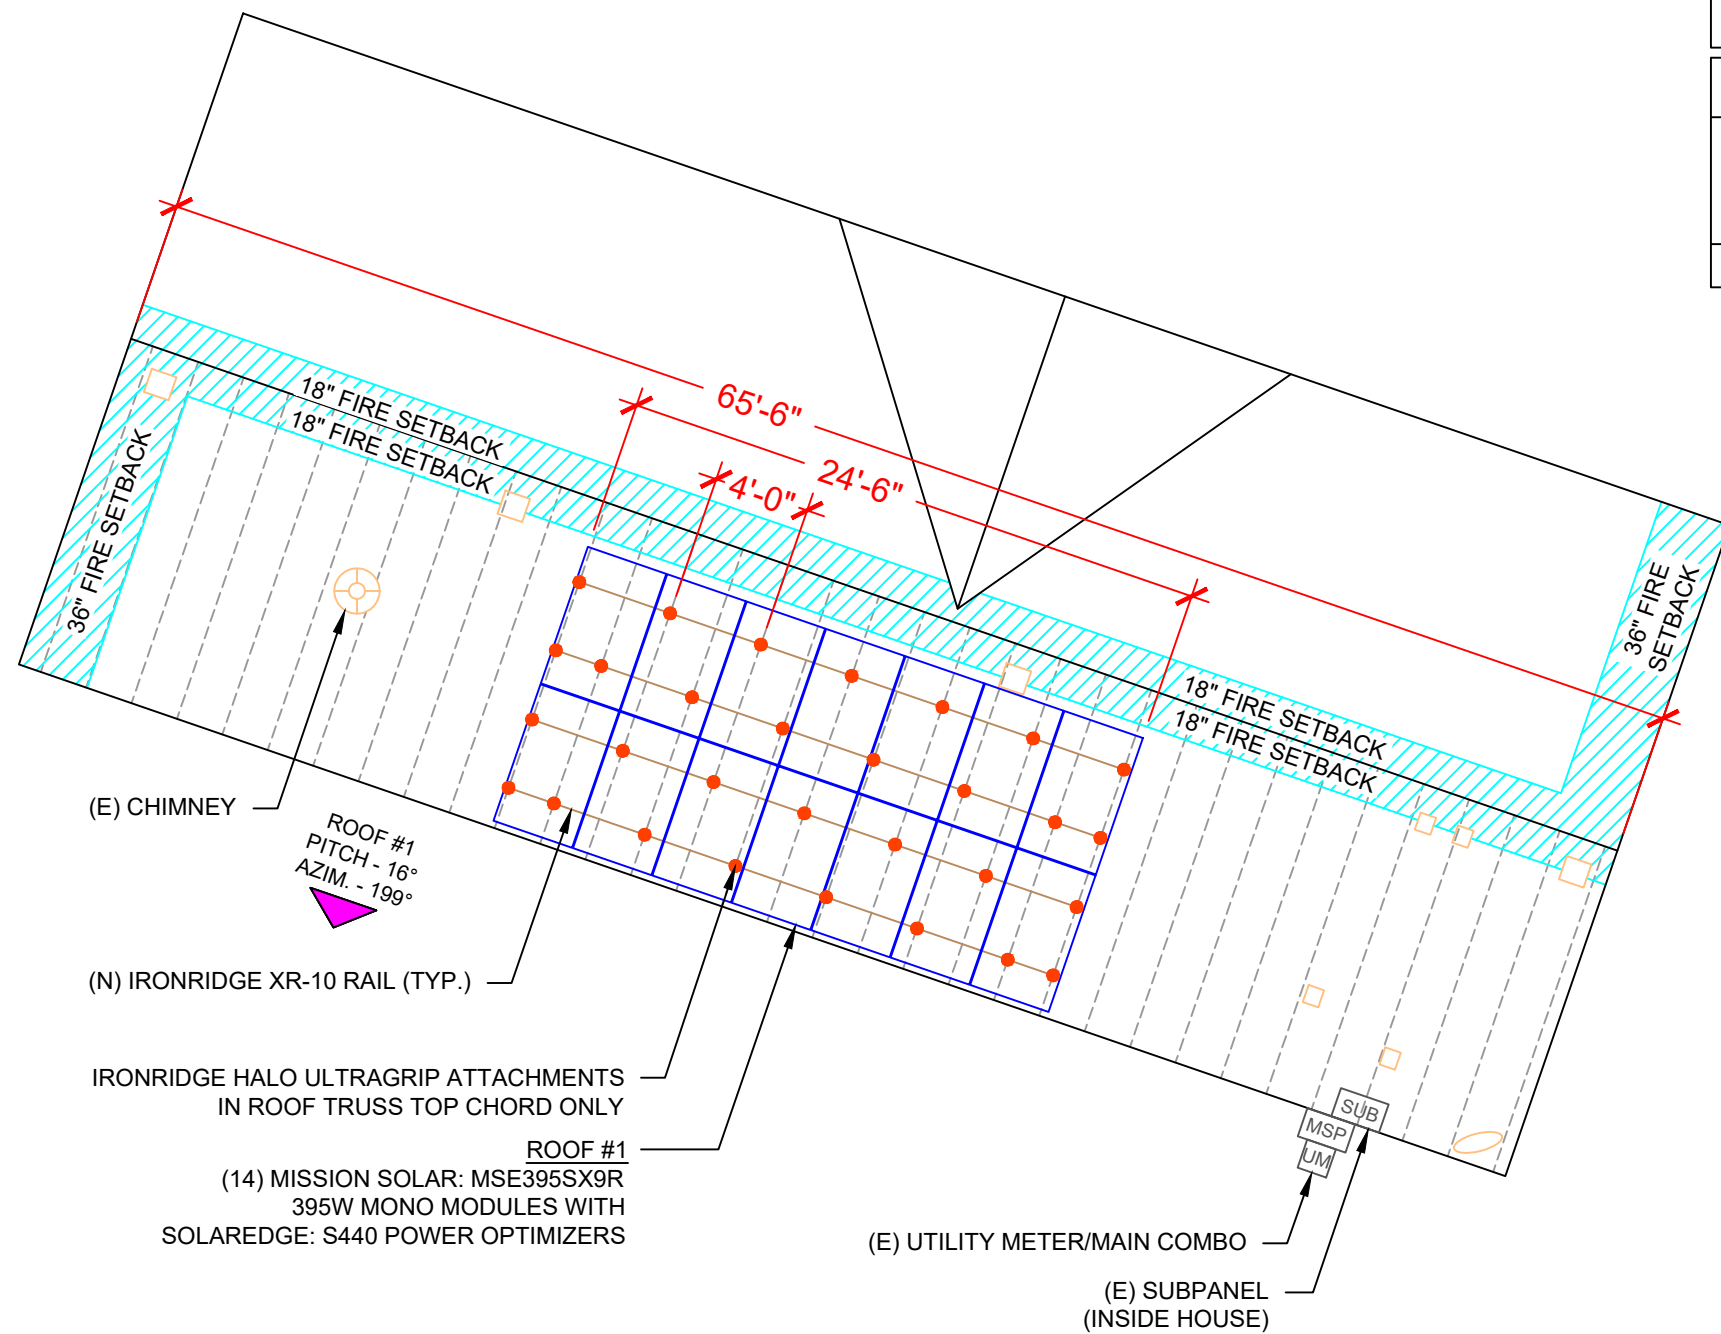 65'-6"
24'-6"
4'-0"
18" FIRE SETBACK
18" FIRE SETBACK
36" FIRE SETBACK
36" FIRE
SETBACK
18" FIRE SETBACK
18" FIRE SETBACK
(E) CHIMNEY
ROOF #1
PITCH - 16°
AZIM. - 199°
(N) IRONRIDGE XR-10 RAIL (TYP.)
IRONRIDGE HALO ULTRAGRIP ATTACHMENTS
IN ROOF TRUSS TOP CHORD ONLY
ROOF #1
(14) MISSION SOLAR: MSE395SX9R
395W MONO MODULES WITH
SOLAREDGE: S440 POWER OPTIMIZERS
SUB
MSP
UM
(E) UTILITY METER/MAIN COMBO
(E) SUBPANEL
(INSIDE HOUSE)